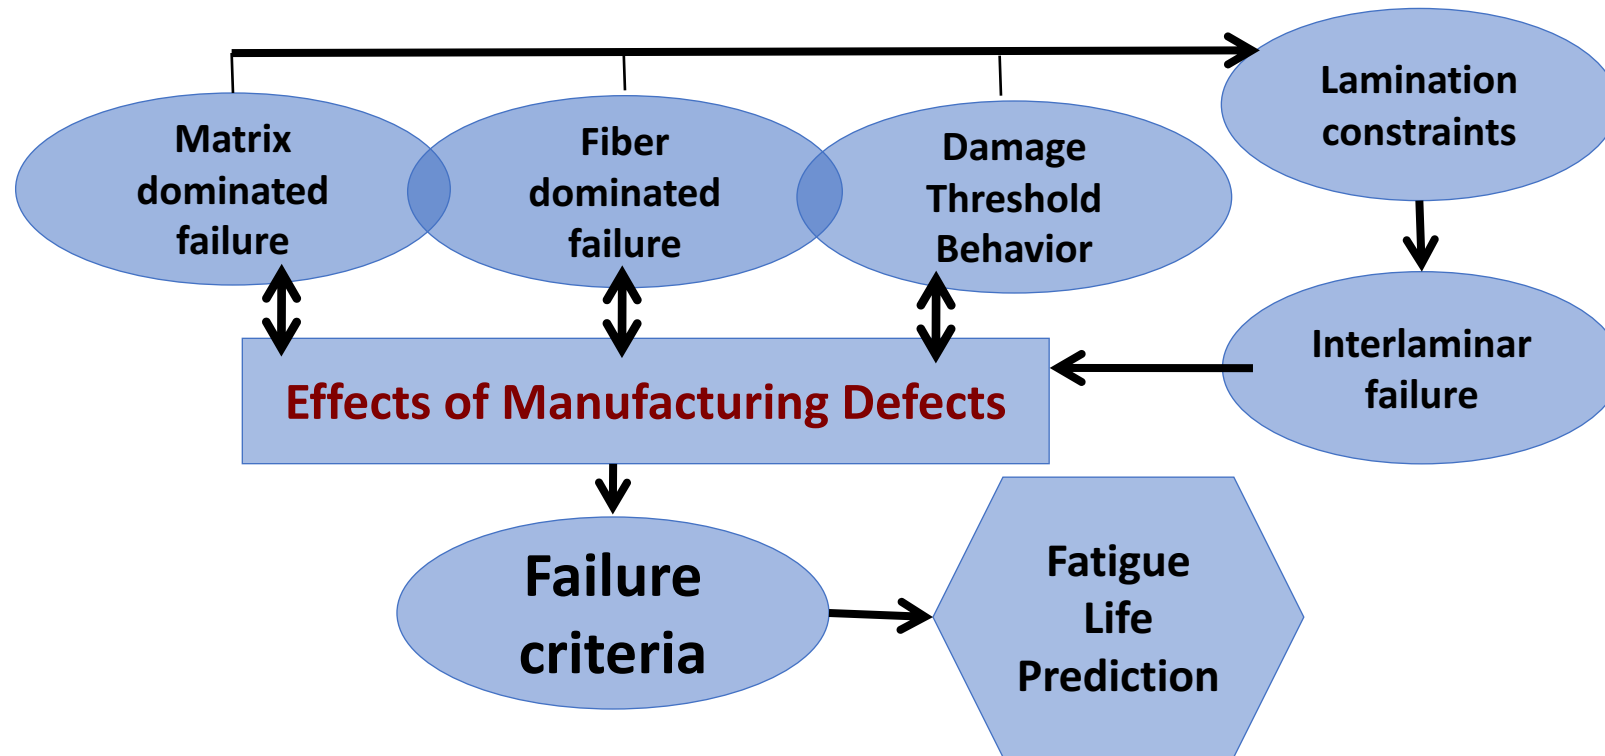 Matrix
dominated
failure
Fiber
dominated
failure
Damage
Threshold
Behavior
Lamination
constraints
Interlaminar
failure
Effects of Manufacturing Defects
Failure
criteria
Fatigue
Life
Prediction